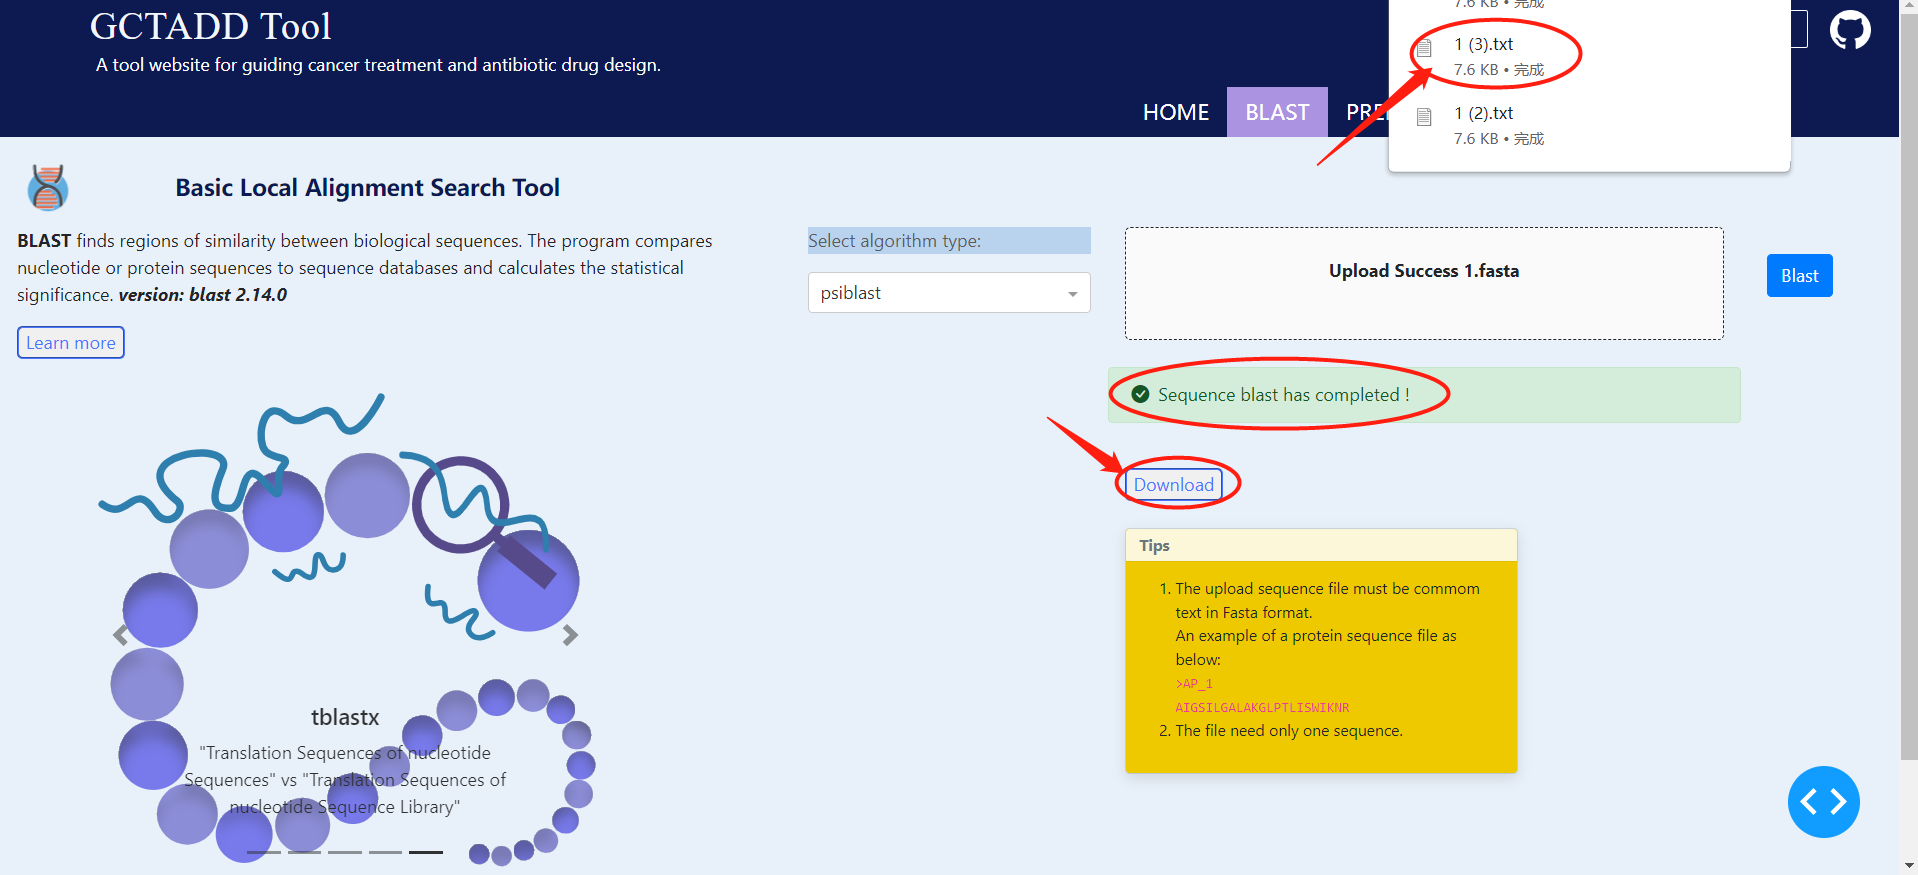 GCTADD Tool
A tool website for guiding cancer treatment and antibiotic drug design.
7.6 KB • 完成
1 (3).txt
7.6 KB • 完成
1 (2).txt
7.6 KB • 完成
HOME
BLAST
Basic Local Alignment Search Tool
BLAST finds regions of similarity between biological sequences. The program compares
nucleotide or protein sequences to sequence databases and calculates the statistical
significance. version: blast 2.14.0
Learn more
Select algorithm type:
psiblast
Upload Success 1.fasta
Blast
Sequence blast has completed !
Download
Tips
1. The upload sequence file must be commom
text in Fasta format.
An example of a protein sequence file as
below:
>AP_1
AIGSILGALAKGLPTLISWIKNR
2. The file need only one sequence.
tblastx
"Translation Sequences of nucleotide
Sequences" vs "Translation Sequences of
nucleotide Sequence Library"